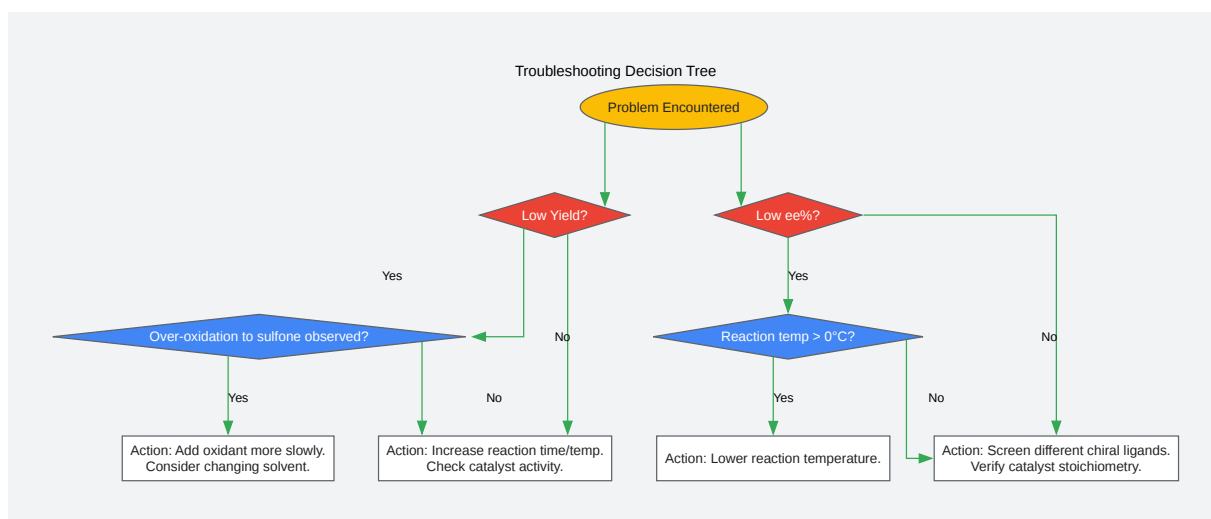 Troubleshooting Decision Tree
Problem Encountered
Low Yield?
Low ee%?
Yes
Yes
Over-oxidation to sulfone observed?
No
Reaction temp > 0°C?
No
Yes
No
Yes
No
Action: Add oxidant more slowly.
Consider changing solvent.
Action: Increase reaction time/temp.
Check catalyst activity.
Action: Lower reaction temperature.
Action: Screen different chiral ligands.
Verify catalyst stoichiometry.